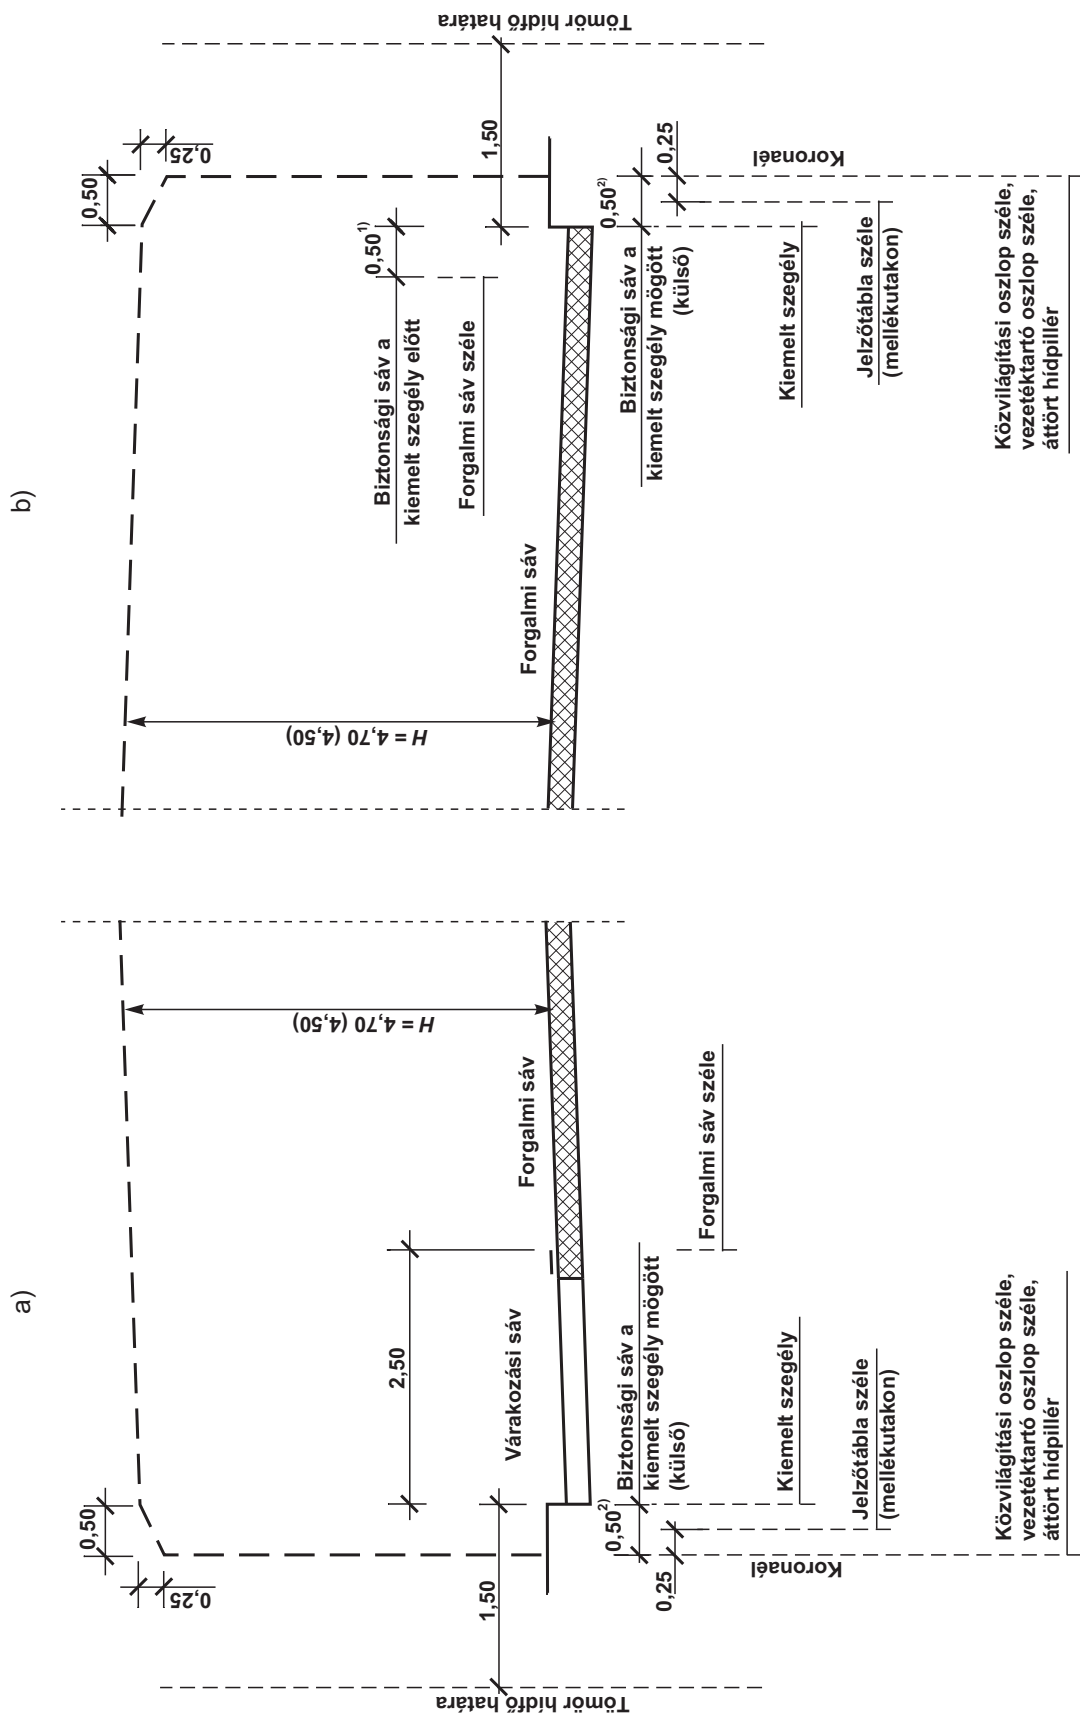 a)
0,50
0,25
H = 4,70 (4,50)
2,50
1,50
Várakozási sáv
Forgalmi sáv
Tömör hídfő határa
0,50²⁾
0,25
Biztonsági sáv a
kiemelt szegély mögött
(külső)
Forgalmi sáv széle
Kiemelt szegély
Koronaél
Jelzőtábla széle
(mellékutakon)
Közvilágítási oszlop széle,
vezetéktartó oszlop széle,
áttört hídpillér
b)
0,50
0,25
H = 4,70 (4,50)
0,50¹⁾
Biztonsági sáv a
kiemelt szegély előtt
Forgalmi sáv széle
1,50
Forgalmi sáv
Tömör hídfő határa
0,50²⁾
0,25
Biztonsági sáv a
kiemelt szegély mögött
(külső)
Kiemelt szegély
Koronaél
Jelzőtábla széle
(mellékutakon)
Közvilágítási oszlop széle,
vezetéktartó oszlop széle,
áttört hídpillér